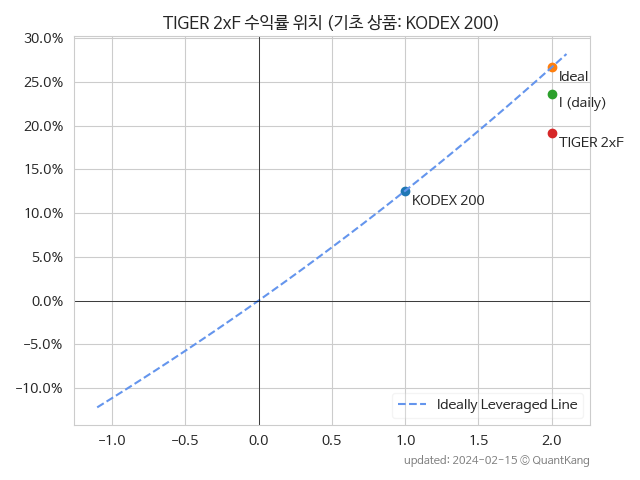 TIGER 2xF 수익률 위치 (기초 상품: KODEX 200)
30.0%
25.0%
20.0%
15.0%
10.0%
5.0%
0.0%
−5.0%
−10.0%
Ideal
I (daily)
TIGER 2xF
KODEX 200
Ideally Leveraged Line
−1.0 −0.5 0.0 0.5 1.0 1.5 2.0
updated: 2024-02-15 © QuantKang